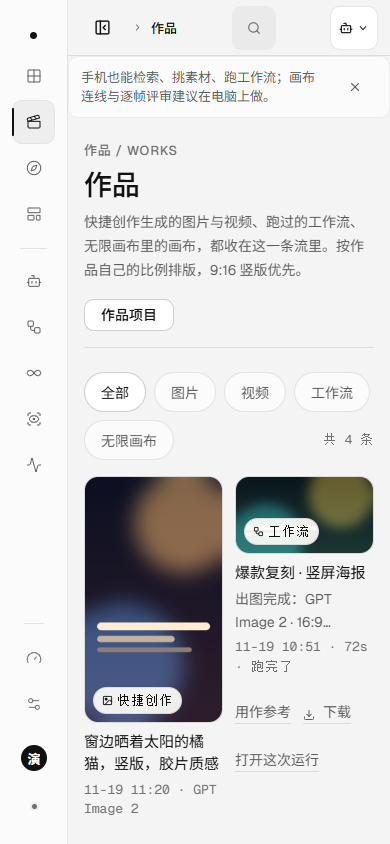 作品
手机也能检索、挑素材、跑工作流；画布
连线与逐帧评审建议在电脑上做。
作品 / WORKS
作品
快捷创作生成的图片与视频、跑过的工作流、
无限画布里的画布，都收在这一条流里。按作
品自己的比例排版，9:16 竖版优先。
作品项目
全部
图片
视频
工作流
无限画布
共 4 条
快捷创作
窗边晒着太阳的橘
猫，竖版，胶片质感
11-19 11:20 · GPT
Image 2
工作流
爆款复刻 · 竖屏海报
出图完成：GPT
Image 2 · 16:9…
11-19 10:51 · 72s
· 跑完了
用作参考
下载
打开这次运行
演